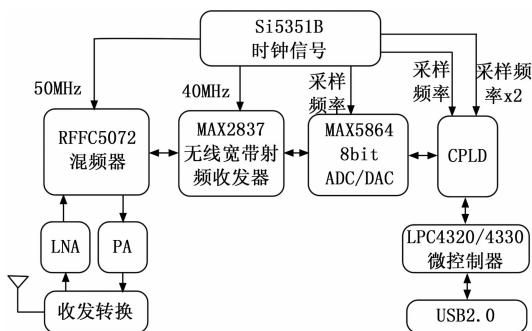 Si5351B
时钟信号
50MHz
40MHz
采样
频率
采样
频率
采样频
率x2
RFFC5072
混频器
MAX2837
无线宽带射
频收发器
MAX5864
8bit
ADC/DAC
CPLD
LNA
PA
LPC4320/4330
微控制器
收发转换
USB2.0